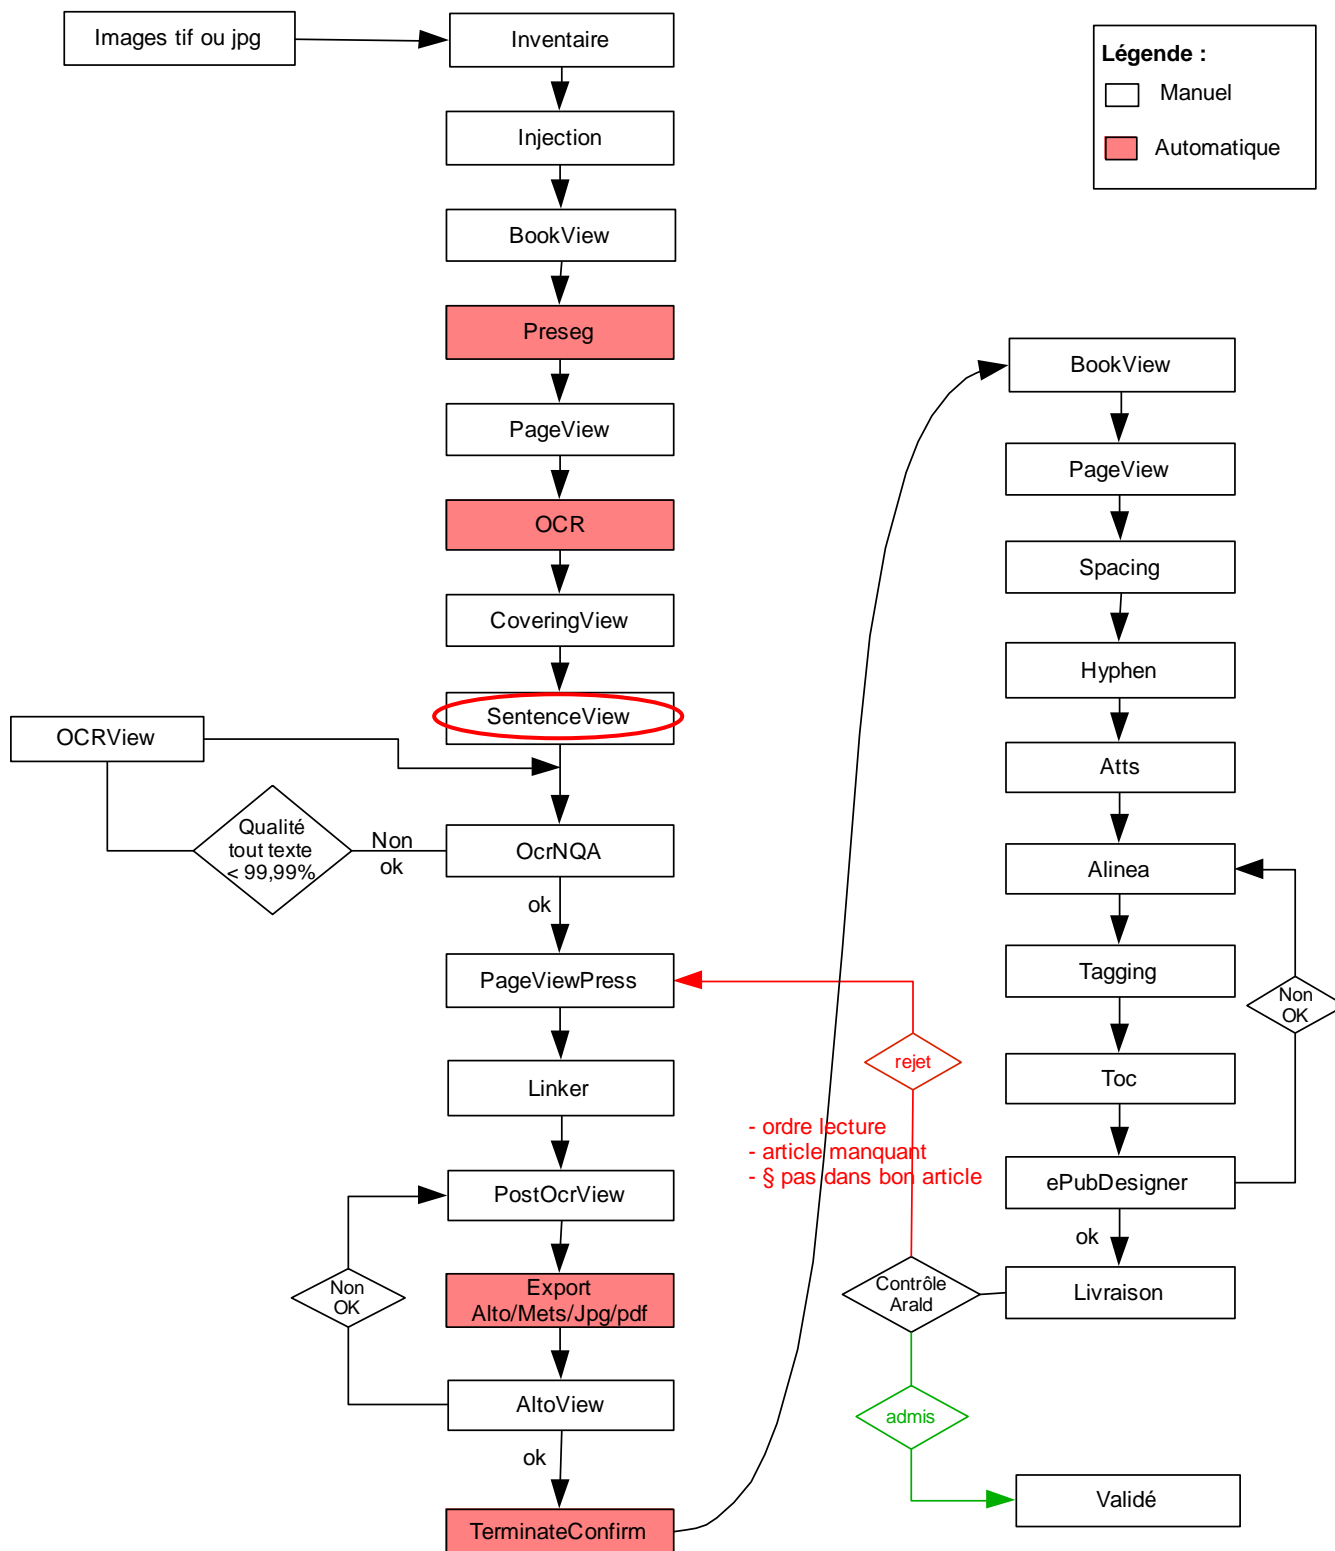 Images tif ou jpg
Inventaire
Légende :
Manuel
Automatique
Injection
BookView
Preseg
PageView
OCR
CoveringView
SentenceView
OCRView
Qualité
tout texte
< 99,99%
Non
ok
OcrNQA
ok
PageViewPress
Linker
PostOcrView
Non
OK
Export
Alto/Mets/Jpg/pdf
AltoView
ok
TerminateConfirm
BookView
PageView
Spacing
Hyphen
Atts
Alinea
Tagging
Non
OK
Toc
ePubDesigner
ok
Livraison
Contrôle
Arald
rejet
- ordre lecture
- article manquant
- § pas dans bon article
admis
Validé